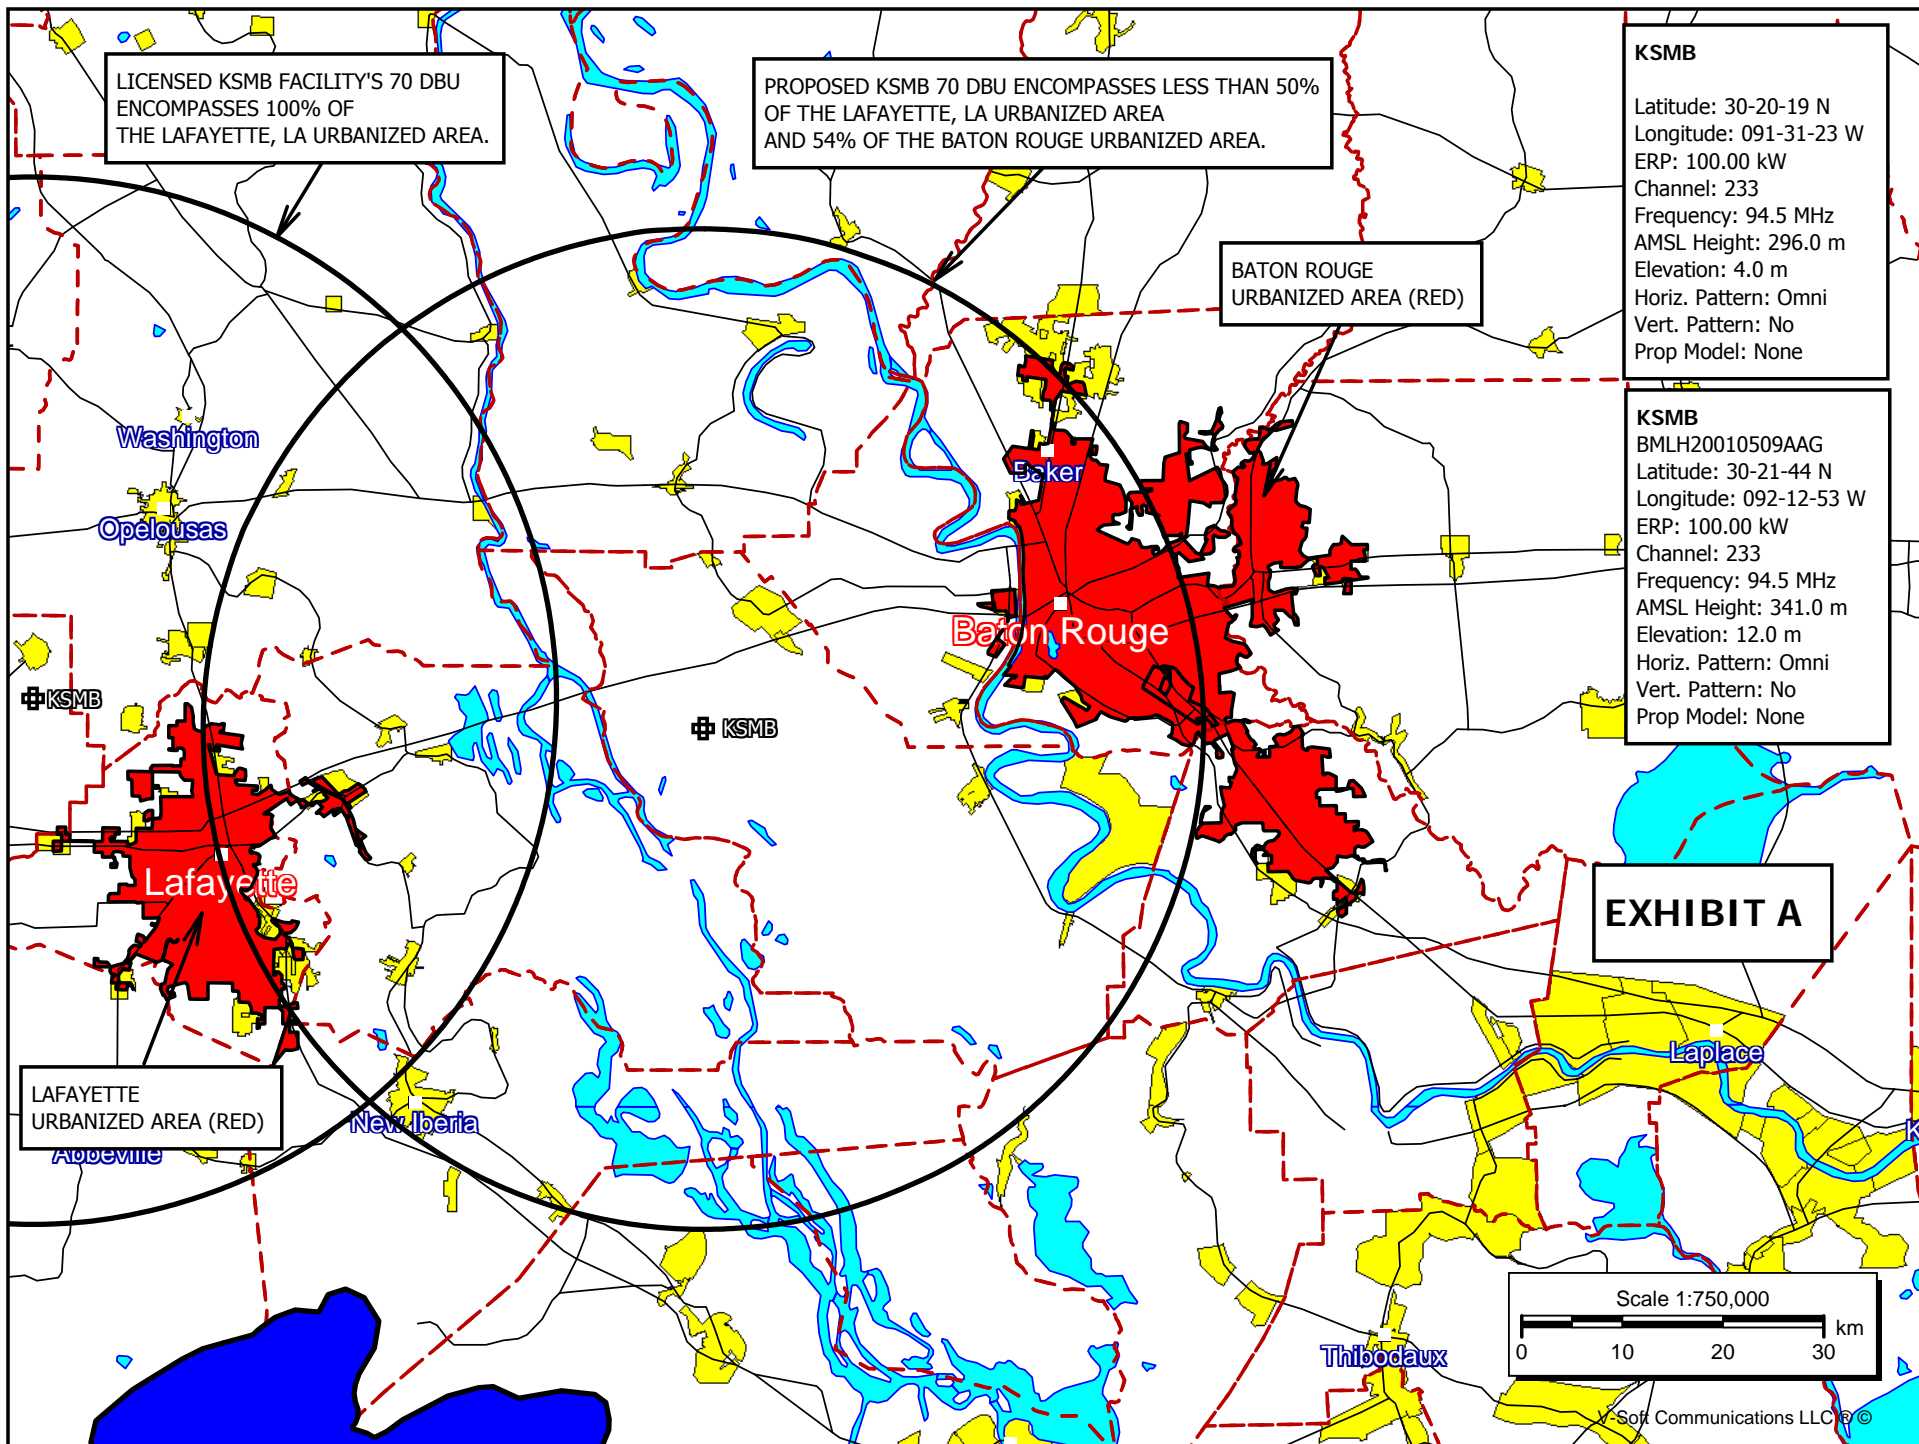 LICENSED KSMB FACILITY'S 70 DBU
ENCOMPASSES 100% OF
THE LAFAYETTE, LA URBANIZED AREA.
PROPOSED KSMB 70 DBU ENCOMPASSES LESS THAN 50%
OF THE LAFAYETTE, LA URBANIZED AREA
AND 54% OF THE BATON ROUGE URBANIZED AREA.
KSMB
Latitude: 30-20-19 N
Longitude: 091-31-23 W
ERP: 100.00 kW
Channel: 233
Frequency: 94.5 MHz
AMSL Height: 296.0 m
Elevation: 4.0 m
Horiz. Pattern: Omni
Vert. Pattern: No
Prop Model: None
BATON ROUGE
URBANIZED AREA (RED)
KSMB
BMLH20010509AAG
Latitude: 30-21-44 N
Longitude: 092-12-53 W
ERP: 100.00 kW
Channel: 233
Frequency: 94.5 MHz
AMSL Height: 341.0 m
Elevation: 12.0 m
Horiz. Pattern: Omni
Vert. Pattern: No
Prop Model: None
Washington
Baker
Opelousas
Baton Rouge
KSMB
KSMB
Lafayette
EXHIBIT A
Laplace
LAFAYETTE
URBANIZED AREA (RED)
New Iberia
Abbeville
Scale 1:750,000
km
0 10 20 30
Thibodaux
V-Soft Communications LLC ® ©